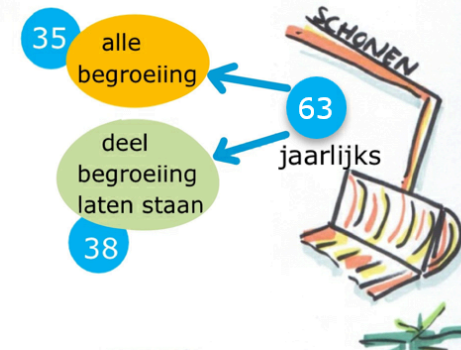 35
alle
begroeiing
SCHONEN
63
jaarlijks
deel
begroeiing
laten staan
38